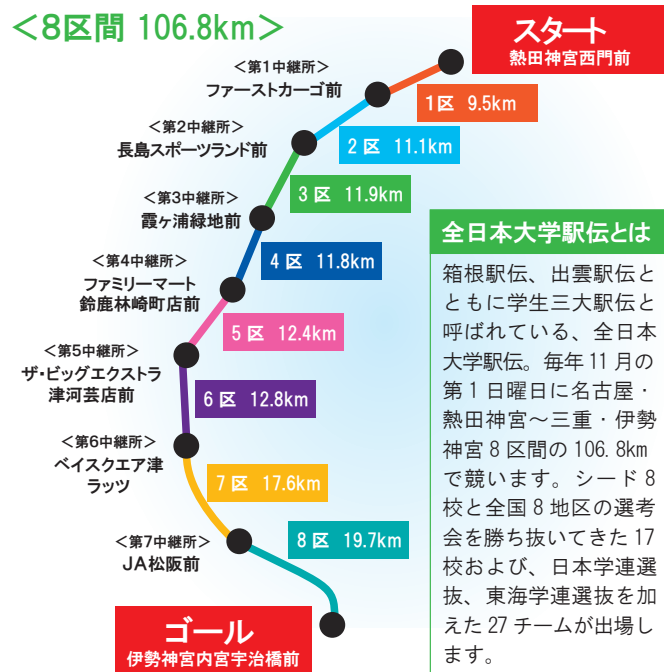 <8区間 106.8km>
スタート
熱田神宮西門前
<第1中継所>
ファーストカーゴ前
1区 9.5km
<第2中継所>
長島スポーツランド前
2区 11.1km
<第3中継所>
霞ヶ浦緑地前
3区 11.9km
<第4中継所>
ファミリーマート
鈴鹿林崎町店前
4区 11.8km
<第5中継所>
ザ・ビッグエクストラ
津河芸店前
5区 12.4km
6区 12.8km
<第6中継所>
ベイスクエア津
ラッツ
7区 17.6km
<第7中継所>
JA松阪前
8区 19.7km
ゴール
伊勢神宮内宮宇治橋前
全日本大学駅伝とは
箱根駅伝、出雲駅伝と
ともに学生三大駅伝と
呼ばれている、全日本
大学駅伝。毎年11月の
第1日曜日に名古屋・
熱田神宮～三重・伊勢
神宮8区間の106.8km
で競います。シード8
校と全国8地区の選考
会を勝ち抜いてきた17
校および、日本学連選
抜、東海学連選抜を加
えた27チームが出場し
ます。